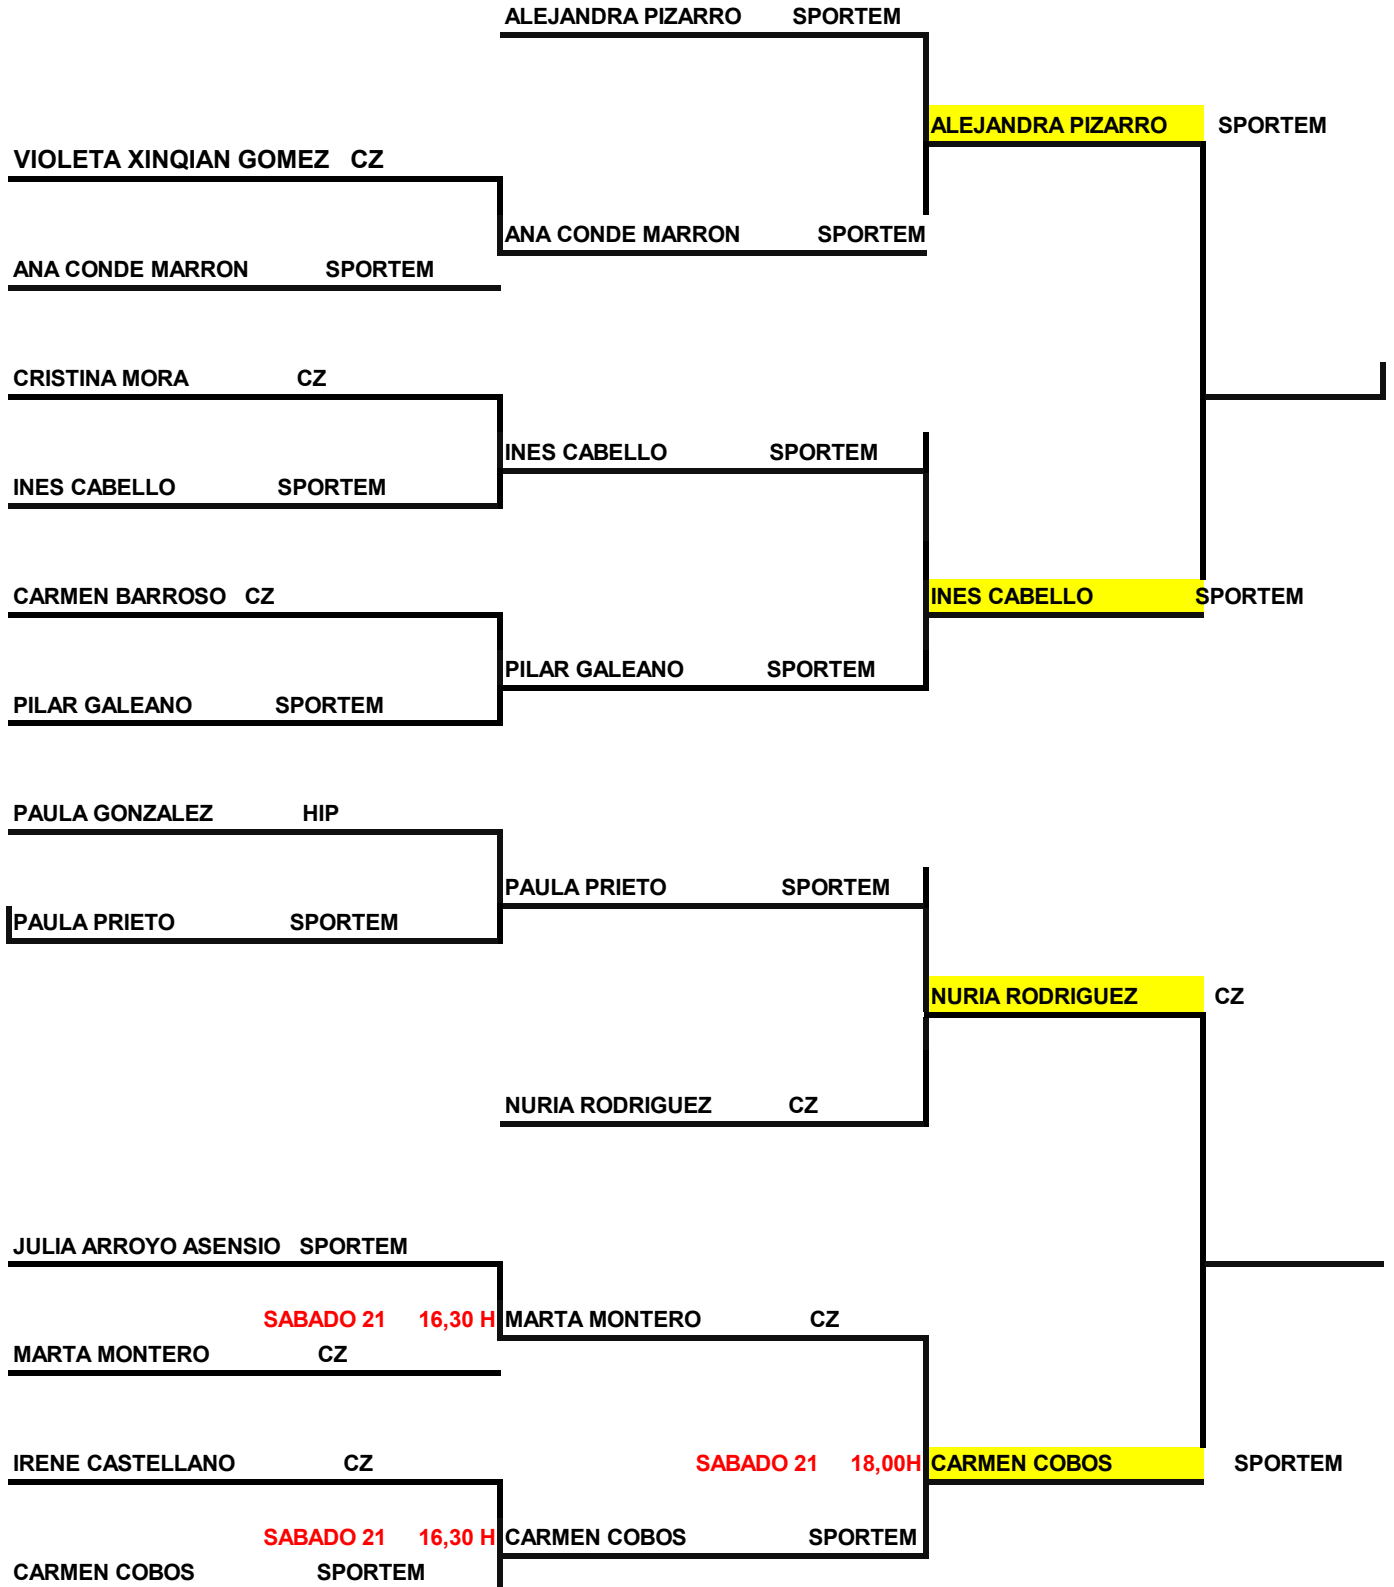 ALEJANDRA PIZARRO SPORTEM
ALEJANDRA PIZARRO SPORTEM
VIOLETA XINQIAN GOMEZ CZ
ANA CONDE MARRON SPORTEM
ANA CONDE MARRON SPORTEM
CRISTINA MORA CZ
INES CABELLO SPORTEM
INES CABELLO SPORTEM
CARMEN BARROSO CZ
INES CABELLO SPORTEM
PILAR GALEANO SPORTEM
PILAR GALEANO SPORTEM
PAULA GONZALEZ HIP
PAULA PRIETO SPORTEM
PAULA PRIETO SPORTEM
NURIA RODRIGUEZ CZ
NURIA RODRIGUEZ CZ
JULIA ARROYO ASENSIO SPORTEM
SABADO 21 16,30 H MARTA MONTERO CZ
MARTA MONTERO CZ
IRENE CASTELLANO CZ
SABADO 21 18,00H CARMEN COBOS SPORTEM
SABADO 21 16,30 H CARMEN COBOS SPORTEM
CARMEN COBOS SPORTEM